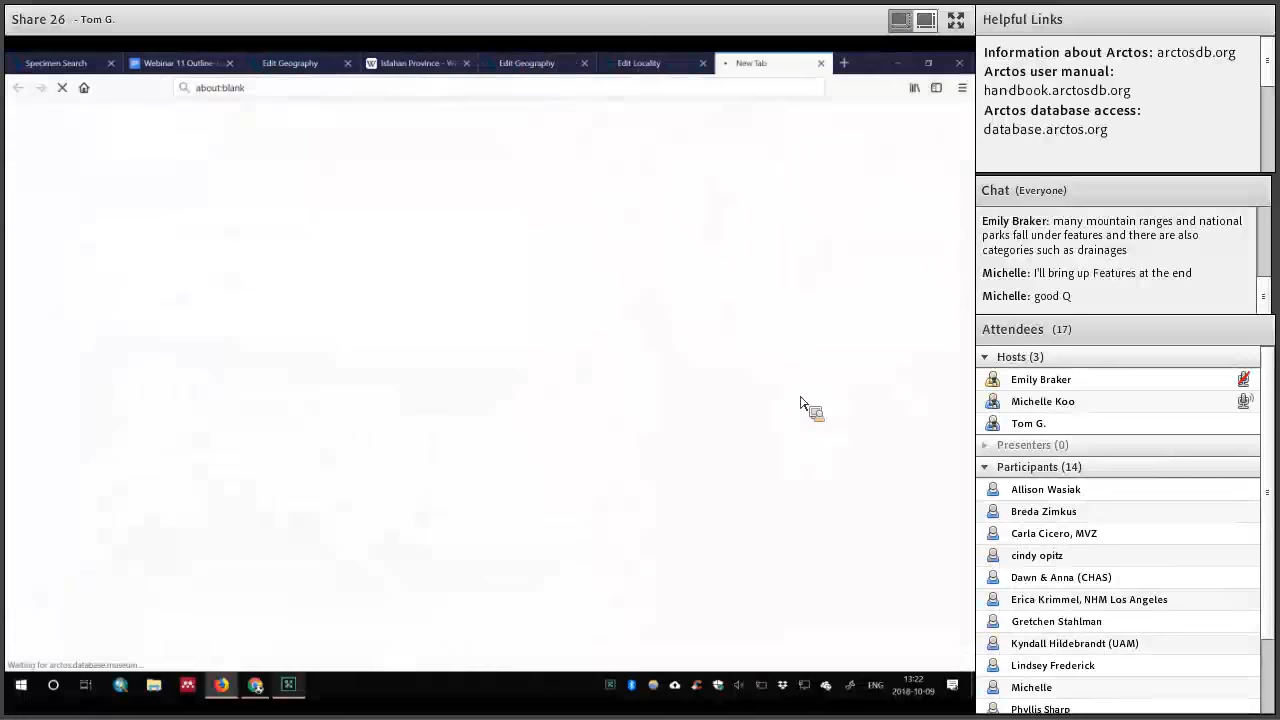 Share 26 - Tom G.
Specimen Search
Webinar 11 Outline
Edit Geography
Isfahan Province - W
Edit Geography
Edit Locality
New Tab
about:blank
Waiting for arctos.database.museum...
ENG
13:22
2018-10-09
Helpful Links
Information about Arctos: arctosdb.org
Arctos user manual:
handbook.arctosdb.org
Arctos database access:
database.arctos.org
Chat (Everyone)
Emily Braker: many mountain ranges and national
parks fall under features and there are also
categories such as drainages
Michelle: I'll bring up Features at the end
Michelle: good Q
Attendees (17)
Hosts (3)
Emily Braker
Michelle Koo
Tom G.
Presenters (0)
Participants (14)
Allison Wasiak
Breda Zimkus
Carla Cicero, MVZ
cindy opitz
Dawn & Anna (CHAS)
Erica Krimmel, NHM Los Angeles
Gretchen Stahlman
Kyndall Hildebrandt (UAM)
Lindsey Frederick
Michelle
Phyllis Sharp